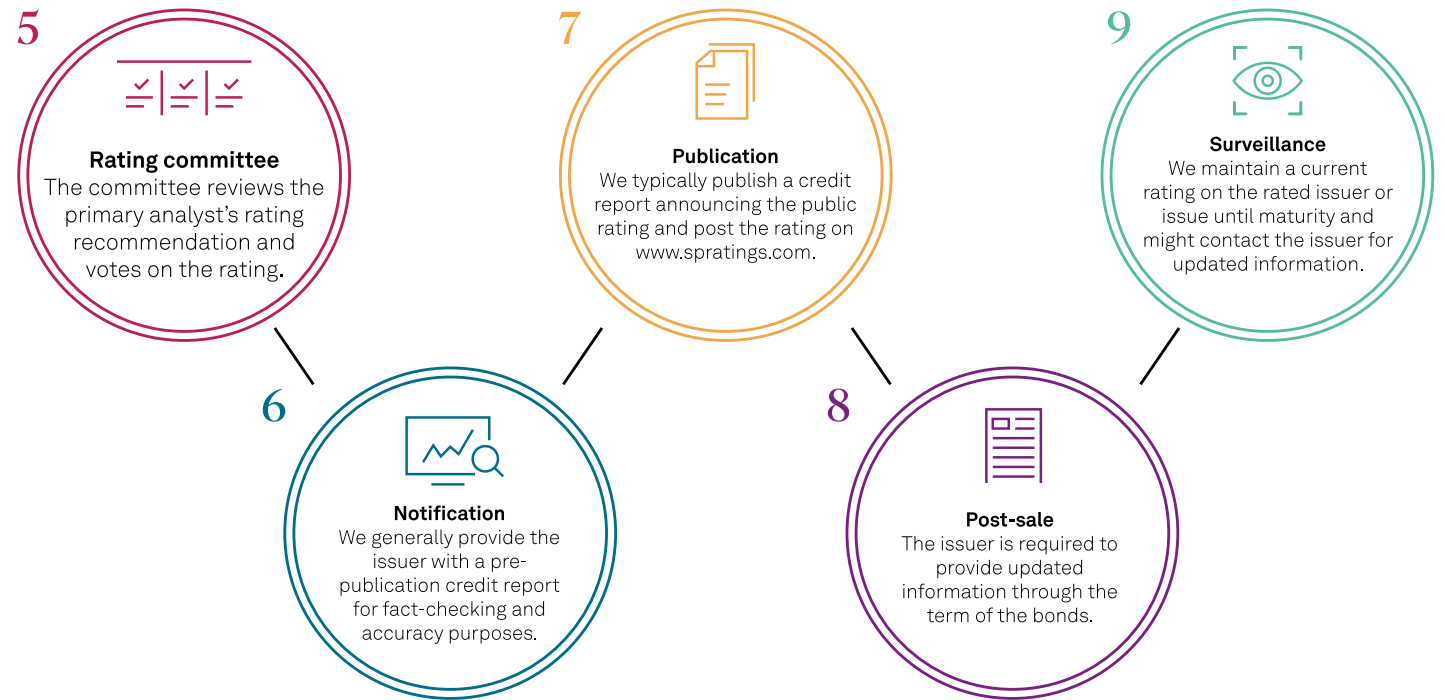 5
Rating committee
The committee reviews the
primary analyst's rating
recommendation and
votes on the rating.
6
Notification
We generally provide the
issuer with a pre-
publication credit report
for fact-checking and
accuracy purposes.
7
Publication
We typically publish a credit
report announcing the public
rating and post the rating on
www.spratings.com.
8
Post-sale
The issuer is required to
provide updated
information through the
term of the bonds.
9
Surveillance
We maintain a current
rating on the rated issuer or
issue until maturity and
might contact the issuer for
updated information.